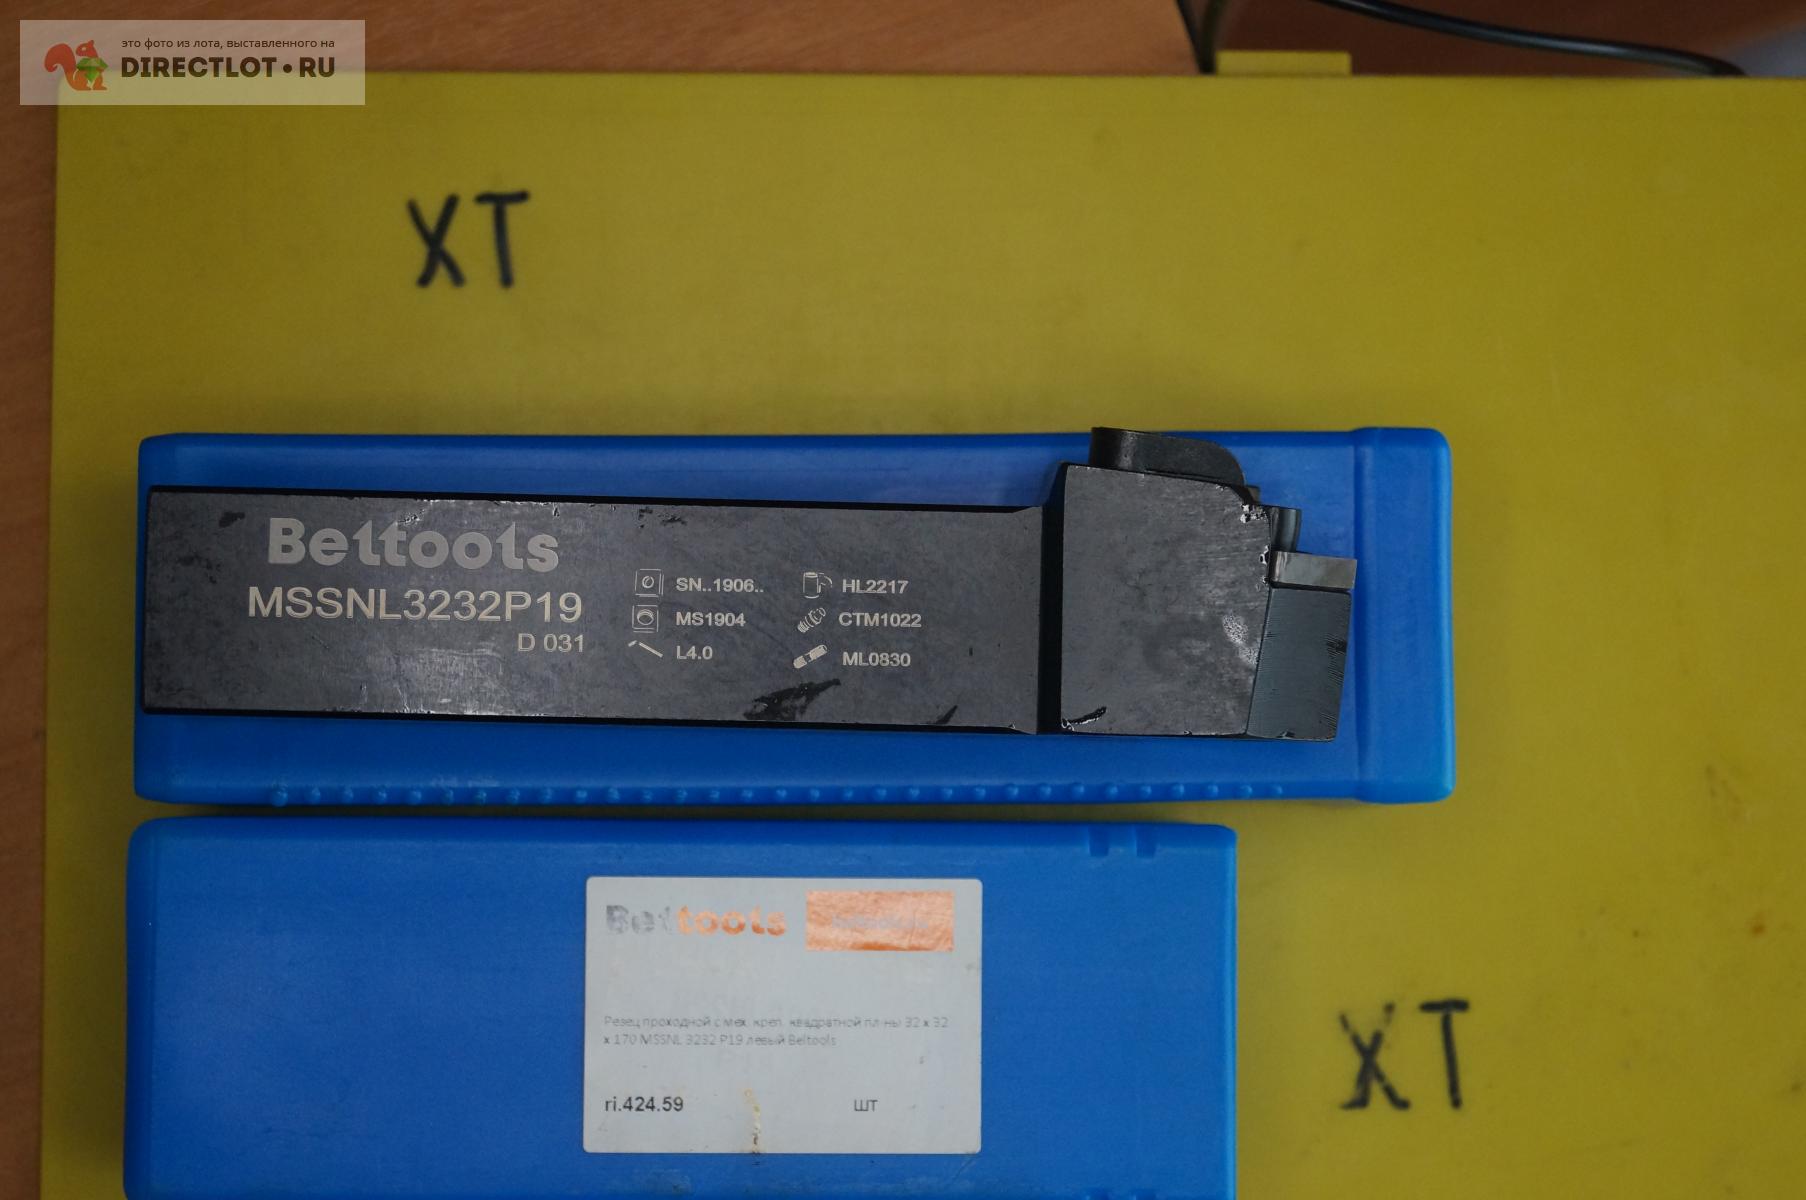 это фото из лота, выставленного на
DIRECTLOT•RU
XT
Beltools
MSSNL3232P19
D 031
SN..1906..
HL2217
MS1904
CTM1022
L4.0
ML0830
Beltools
Резец проходной с мех. креп. квадратной пл-ны 32 x 32
x 170 MSSNL 3232 P19 левый Beltools
ri.424.59
шт
XT